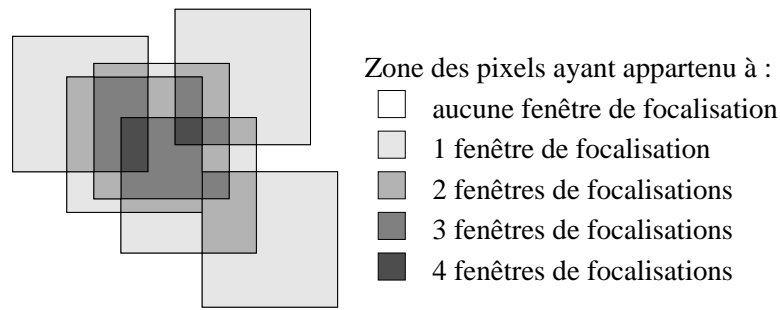 Zone des pixels ayant appartenu à :
aucune fenêtre de focalisation
1 fenêtre de focalisation
2 fenêtres de focalisations
3 fenêtres de focalisations
4 fenêtres de focalisations